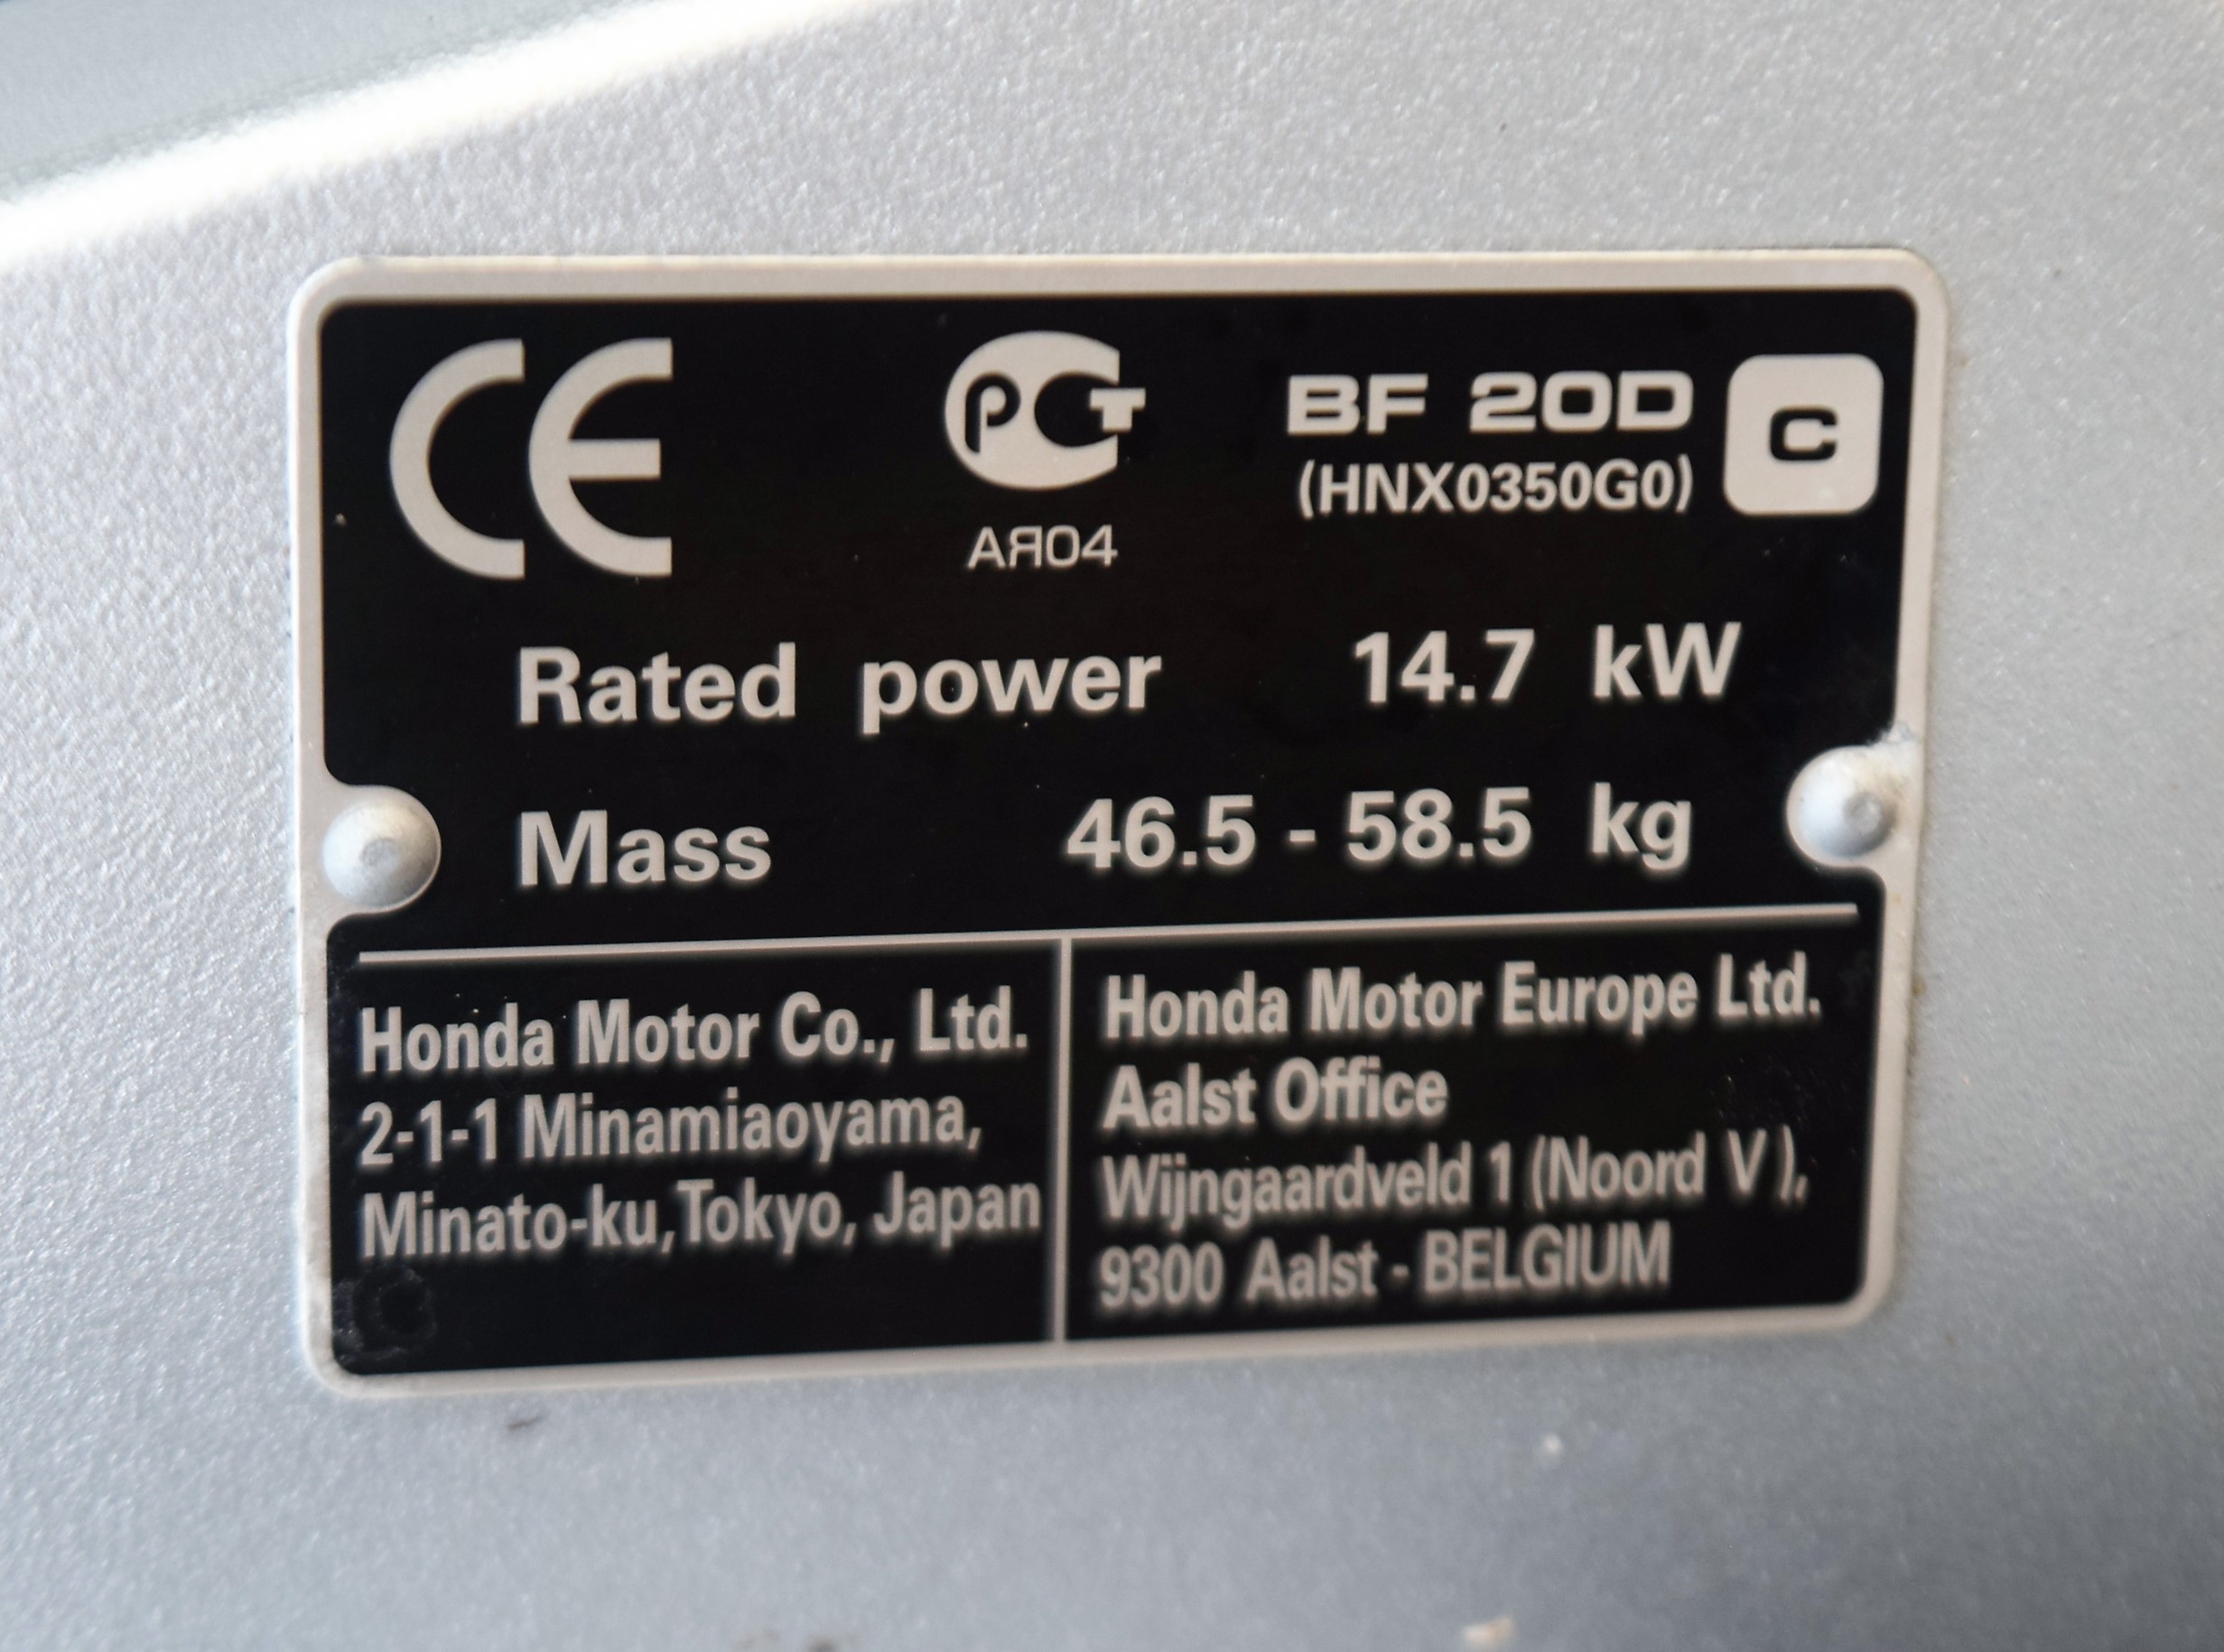 CE
РСТ
АЯ04
BF 20D
(HNX0350G0)
C
Rated power 14.7 kW
Mass 46.5 - 58.5 kg
Honda Motor Co., Ltd.
2-1-1 Minamiaoyama,
Minato-ku,Tokyo, Japan
Honda Motor Europe Ltd.
Aalst Office
Wijngaardveld 1 (Noord V),
9300 Aalst - BELGIUM